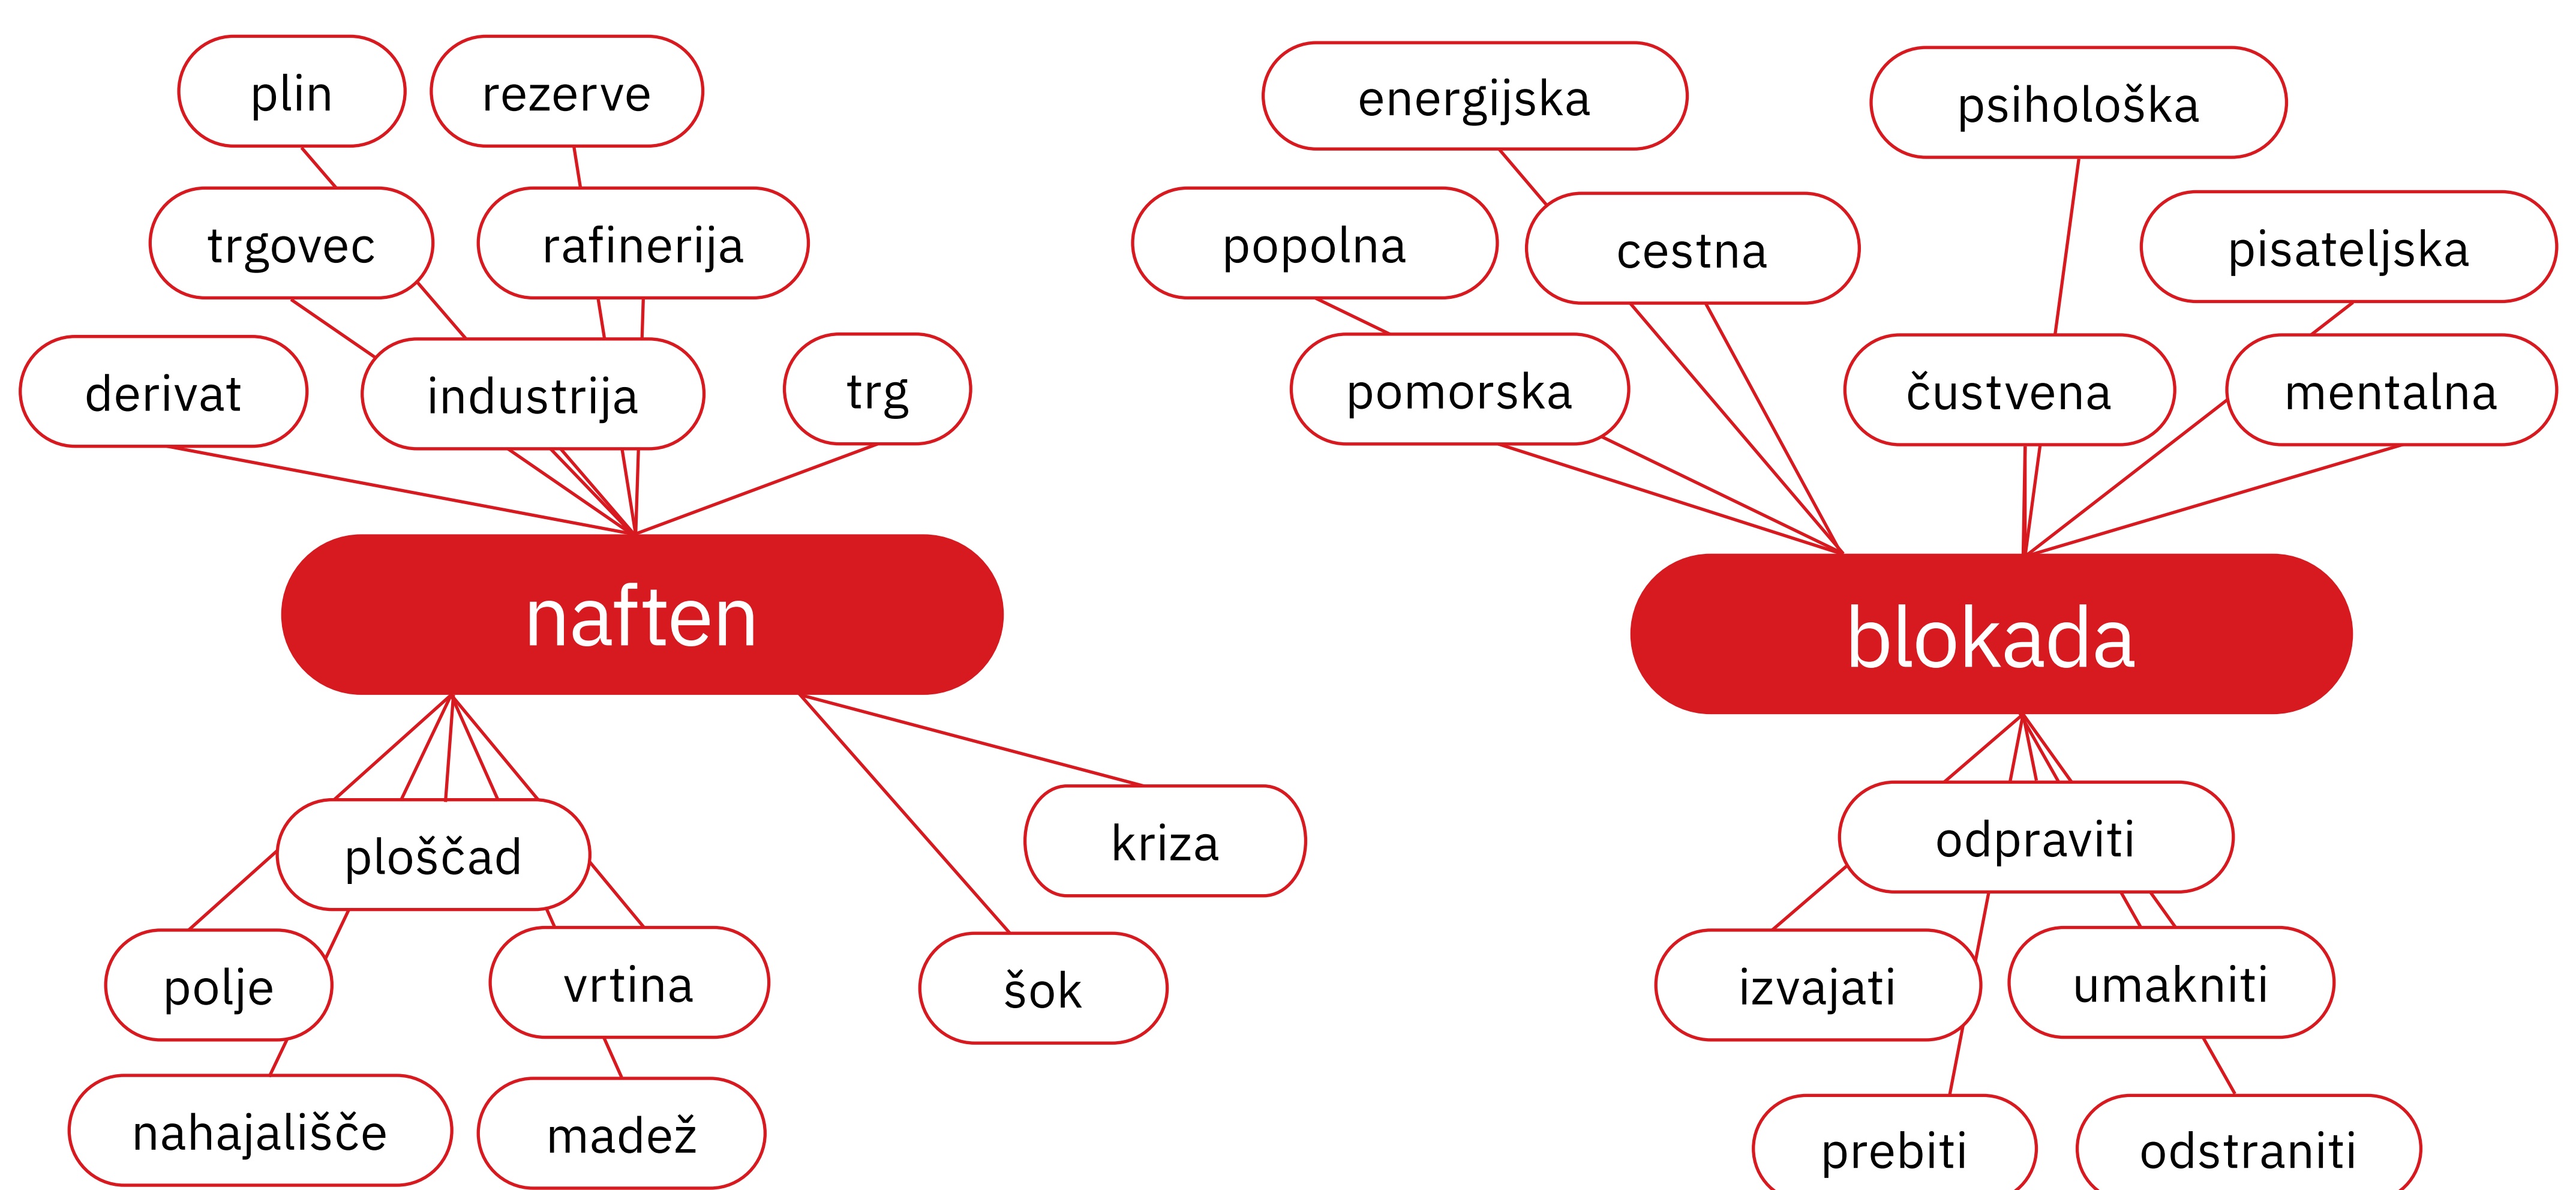 plin
rezerve
trgovec
rafinerija
derivat
industrija
trg
naften
ploščad
kriza
polje
vrtina
šok
nahajališče
madež
energijska
psihološka
popolna
cestna
pisateljska
pomorska
čustvena
mentalna
blokada
odpraviti
izvajati
umakniti
prebiti
odstraniti